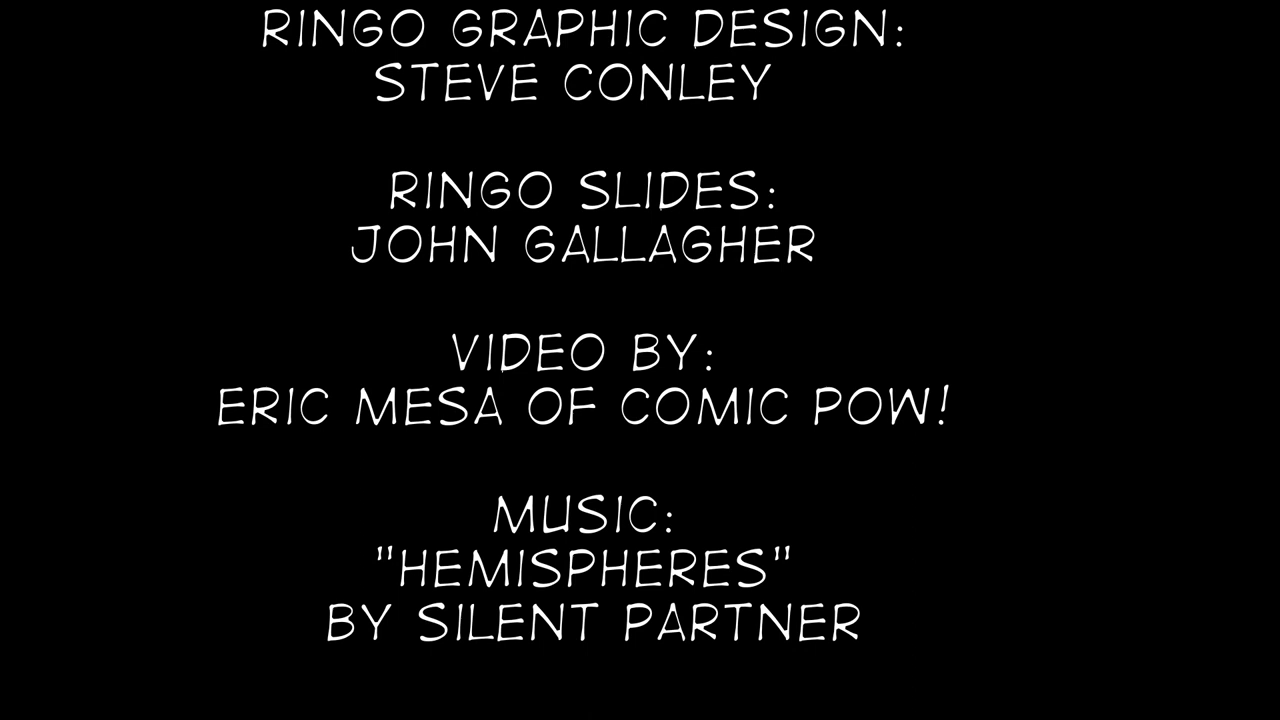 RINGO GRAPHIC DESIGN:
STEVE CONLEY
RINGO SLIDES:
JOHN GALLAGHER
VIDEO BY:
ERIC MESA OF COMIC POW!
MUSIC:
"HEMISPHERES"
BY SILENT PARTNER